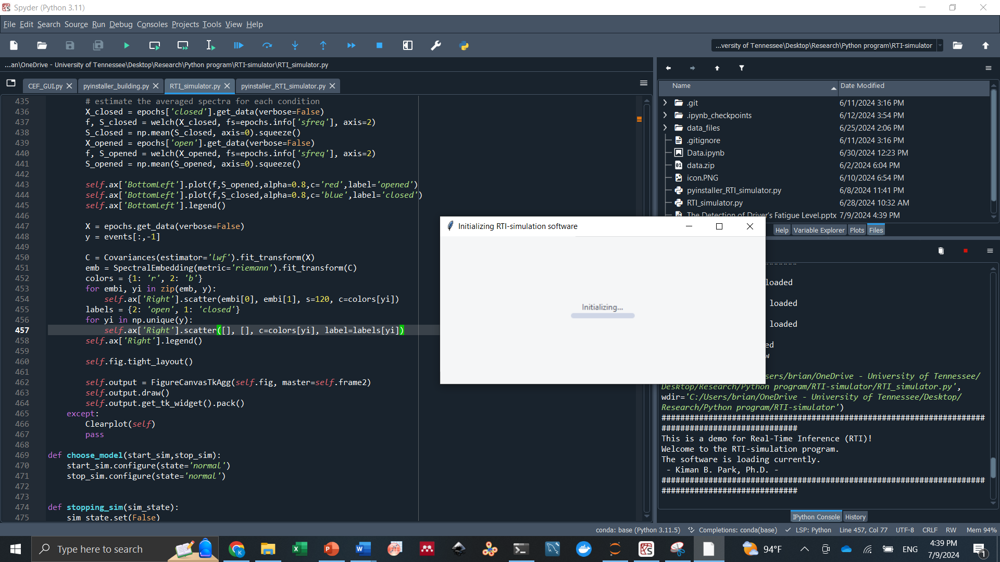 Spyder (Python 3.11)
File Edit Search Source Run Debug Consoles Projects Tools View Help
...versity of Tennessee\Desktop\Research\Python program\RTI-simulator
...an\OneDrive - University of Tennessee\Desktop\Research\Python program\RTI-simulator\RTI_simulator.py
CEF_GUI.py
pyinstaller_building.py
RTI_simulator.py
pyinstaller_RTI_simulator.py
435 # estimate the averaged spectra for each condition
436 X_closed = epochs['closed'].get_data(verbose=False)
437 f, S_closed = welch(X_closed, fs=epochs.info['sfreq'], axis=2)
438 S_closed = np.mean(S_closed, axis=0).squeeze()
439 X_opened = epochs['open'].get_data(verbose=False)
440 f, S_opened = welch(X_opened, fs=epochs.info['sfreq'], axis=2)
441 S_opened = np.mean(S_opened, axis=0).squeeze()
442
443 self.ax['BottomLeft'].plot(f,S_opened,alpha=0.8,c='red',label='opened')
444 self.ax['BottomLeft'].plot(f,S_closed,alpha=0.8,c='blue',label='closed')
445 self.ax['BottomLeft'].legend()
446
447 X = epochs.get_data(verbose=False)
448 y = events[:,-1]
449
450 C = Covariances(estimator='lwf').fit_transform(X)
451 emb = SpectralEmbedding(metric='riemann').fit_transform(C)
452 colors = {1: 'r', 2: 'b'}
453 for embi, yi in zip(emb, y):
454 self.ax['Right'].scatter(embi[0], embi[1], s=120, c=colors[yi])
455 labels = {2: 'open', 1: 'closed'}
456 for yi in np.unique(y):
457 self.ax['Right'].scatter([], [], c=colors[yi], label=labels[yi])
458 self.ax['Right'].legend()
459
460 self.fig.tight_layout()
461
462 self.output = FigureCanvasTkAgg(self.fig, master=self.frame2)
463 self.output.draw()
464 self.output.get_tk_widget().pack()
465 except:
466 Clearplot(self)
467 pass
468
469 def choose_model(start_sim,stop_sim):
470 start_sim.configure(state='normal')
471 stop_sim.configure(state='normal')
472
473
474 def stopping_sim(sim_state):
475 sim_state.set(False)
Initializing RTI-simulation software
Initializing...
Name Date Modified
.git 6/11/2024 3:16 PM
.ipynb_checkpoints 6/12/2024 3:54 PM
data_files 6/25/2024 2:06 PM
.gitignore 6/11/2024 3:16 PM
Data.ipynb 6/30/2024 12:23 PM
data.zip 6/2/2024 6:04 PM
icon.PNG 6/10/2024 6:54 PM
pyinstaller_RTI_simulator.py 6/8/2024 11:41 PM
RTI_simulator.py 6/28/2024 10:32 AM
The Detection of Driver's Fatigue Level.pptx 7/9/2024 4:39 PM
Help Variable Explorer Plots Files
loaded
loaded
loaded
ed
w
sers/brian/OneDrive - University of Tennessee/
Desktop/Research/Python program/RTI-simulator/RTI_simulator.py',
wdir='C:/Users/brian/OneDrive - University of Tennessee/Desktop/
Research/Python program/RTI-simulator')
#####################################################################
#############################
This is a demo for Real-Time Inference (RTI)!
Welcome to the RTI-simulation program.
The software is loading currently.
- Kiman B. Park, Ph.D. -
#####################################################################
#############################
IPython Console History
conda: base (Python 3.11.5) Completions: conda(base) LSP: Python Line 457, Col 77 UTF-8 CRLF RW Mem 94%
Type here to search
94°F
ENG
4:39 PM
7/9/2024
1